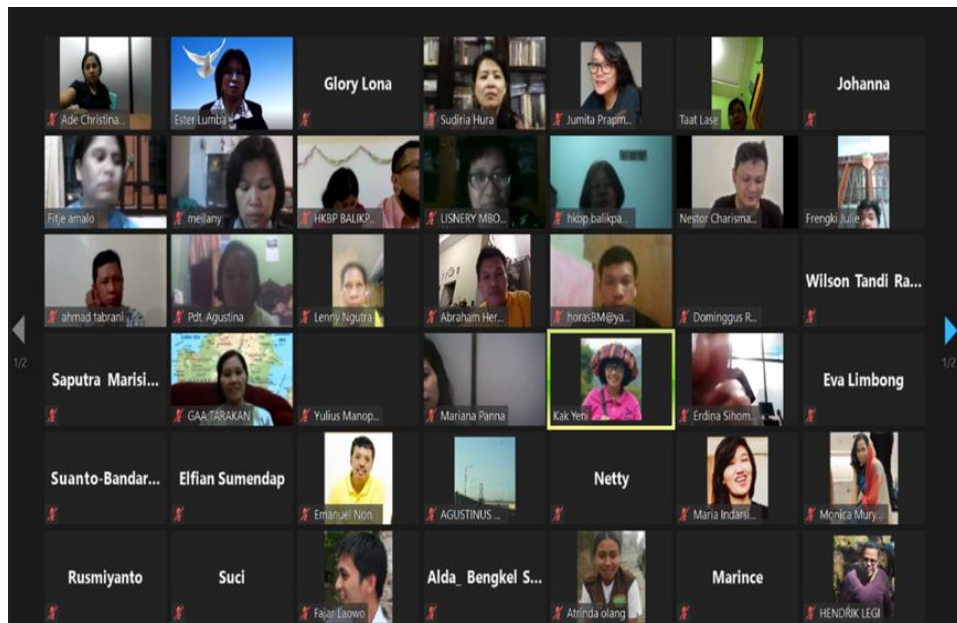 Ade Christina...
Ester Lumba
Glory Lona
Sudiria Hura
Jumita Prapm...
Taat Lase
Johanna
Fitje amalo
meilany
HKBP BALIKP...
LISNERY MBO...
hkbp balikpa...
Nestor Charisma...
Frengki Julie
ahmad tabrani
Pdt. Agustina
Lenny Ngutra
Abraham Her...
horasBM@ya...
Dominggus R...
Wilson Tandi Ra...
1/2
1/2
Saputra Marisi...
GAA TARAKAN
Yulius Manop...
Mariana Panna
Kak Yeni
Erdina Sihom...
Eva Limbong
Suanto-Bandar...
Elfian Sumendap
Emanuel Non...
AGUSTINUS ...
Netty
Maria Indarsi...
Monica Mury...
Rusmiyanto
Suci
Fajar Laowo
Alda_ Bengkel S...
Atrinda olang
Marince
HENDRIK LEGI